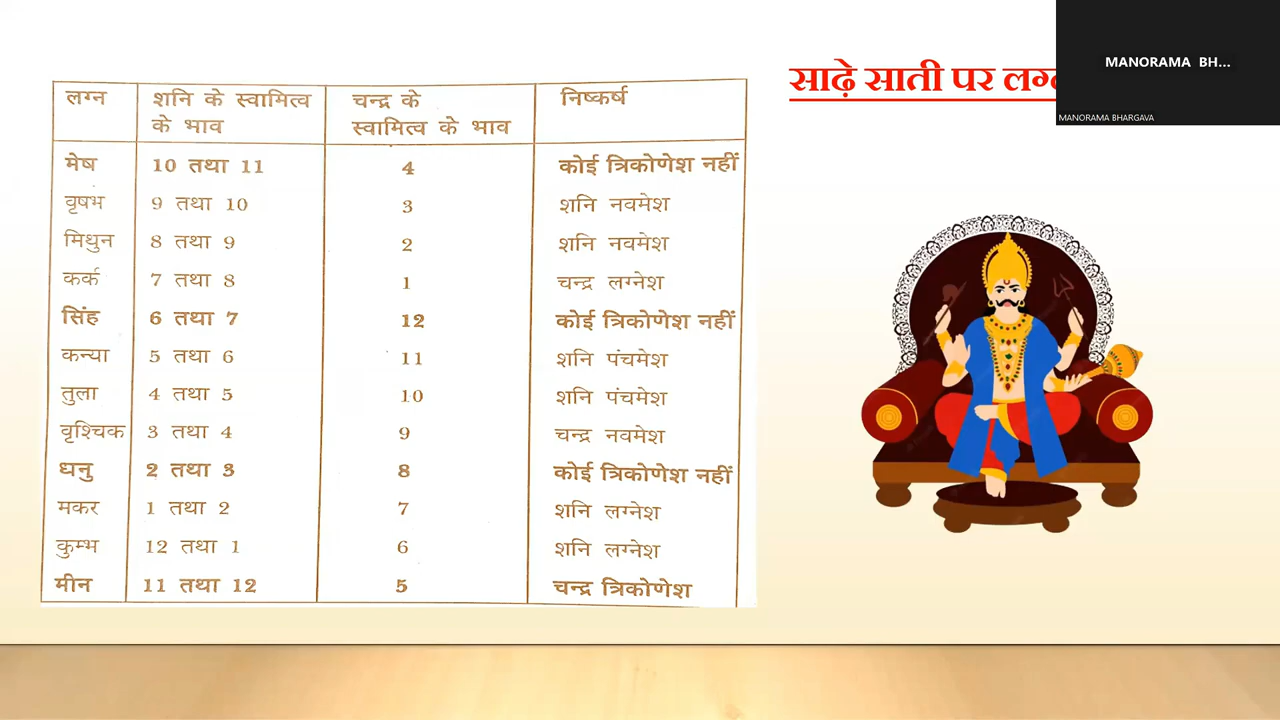 साढ़े साती पर
MANORAMA BH...
MANORAMA BHARGAVA
लग्न | शनि के स्वामित्व के भाव | चन्द्र के स्वामित्व के भाव | निष्कर्ष
मेष | 10 तथा 11 | 4 | कोई त्रिकोणेश नहीं
वृषभ | 9 तथा 10 | 3 | शनि नवमेश
मिथुन | 8 तथा 9 | 2 | शनि नवमेश
कर्क | 7 तथा 8 | 1 | चन्द्र लग्नेश
सिंह | 6 तथा 7 | 12 | कोई त्रिकोणेश नहीं
कन्या | 5 तथा 6 | 11 | शनि पंचमेश
तुला | 4 तथा 5 | 10 | शनि पंचमेश
वृश्चिक | 3 तथा 4 | 9 | चन्द्र नवमेश
धनु | 2 तथा 3 | 8 | कोई त्रिकोणेश नहीं
मकर | 1 तथा 2 | 7 | शनि लग्नेश
कुम्भ | 12 तथा 1 | 6 | शनि लग्नेश
मीन | 11 तथा 12 | 5 | चन्द्र त्रिकोणेश